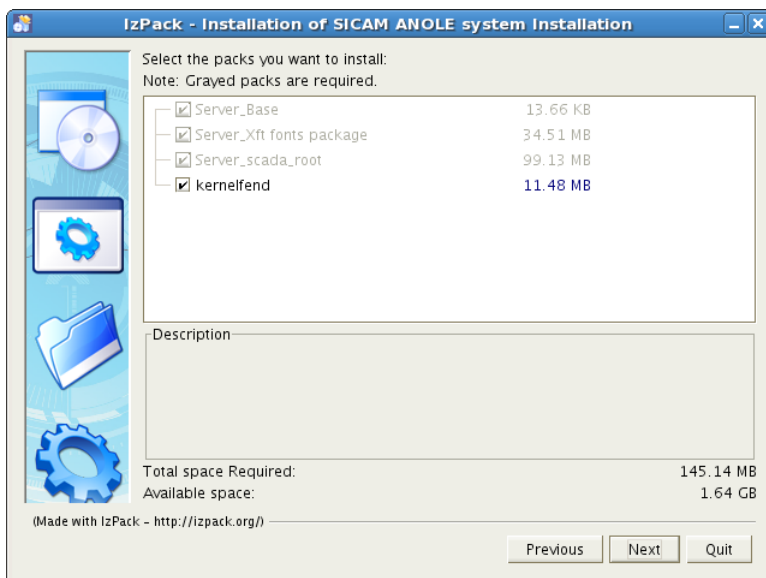 IzPack - Installation of SICAM ANOLE system Installation
Select the packs you want to install:
Note: Grayed packs are required.
Server_Base 13.66 KB
Server_Xft fonts package 34.51 MB
Server_scada_root 99.13 MB
kernelfend 11.48 MB
Description
Total space Required: 145.14 MB
Available space: 1.64 GB
(Made with IzPack - http://izpack.org/)
Previous Next Quit